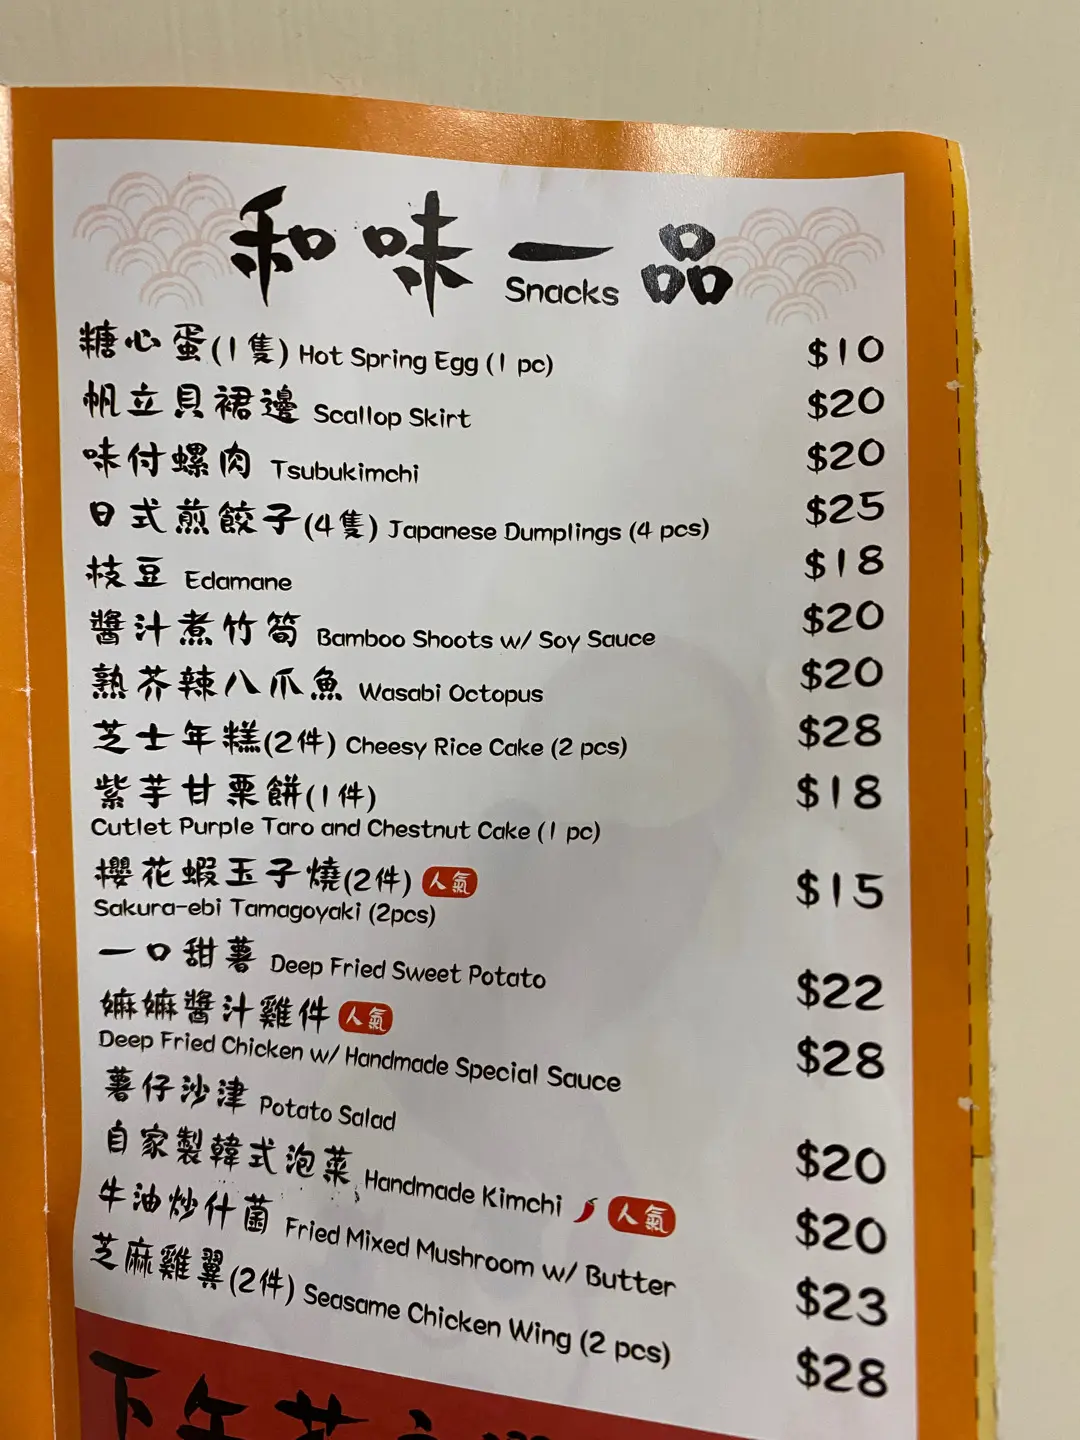 和味一品
Snacks
糖心蛋(1隻) Hot Spring Egg (1 pc) $10
帆立貝裙邊 Scallop Skirt $20
味付螺肉 Tsubukimchi $20
日式煎餃子(4隻) Japanese Dumplings (4 pcs) $25
枝豆 Edamane $18
醬汁煮竹筍 Bamboo Shoots w/ Soy Sauce $20
熟芥辣八爪魚 Wasabi Octopus $20
芝士年糕(2件) Cheesy Rice Cake (2 pcs) $28
紫芋甘栗餅(1件) $18
Cutlet Purple Taro and Chestnut Cake (1 pc)
櫻花蝦玉子燒(2件) 人氣 $15
Sakura-ebi Tamagoyaki (2pcs)
一口甜薯 Deep Fried Sweet Potato $22
嫲嫲醬汁雞件 人氣 $28
Deep Fried Chicken w/ Handmade Special Sauce
薯仔沙津 Potato Salad $20
自家製韓式泡菜 Handmade Kimchi 人氣 $20
牛油炒什菌 Fried Mixed Mushroom w/ Butter $23
芝麻雞翼(2件) Seasame Chicken Wing (2 pcs) $28
下午茶